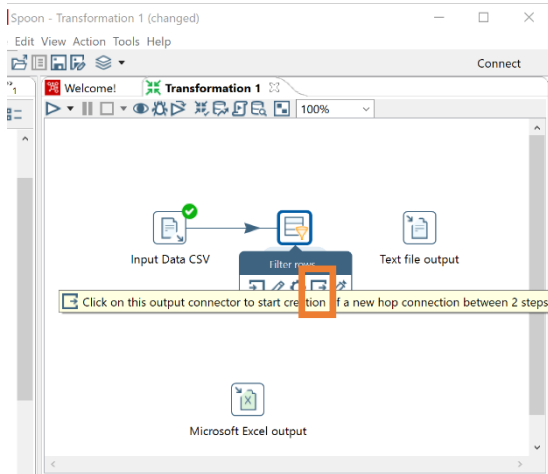 Spoon - Transformation 1 (changed)
Edit View Action Tools Help
Connect
1
Welcome!
Transformation 1
100%
Input Data CSV
Filter rows
Text file output
Click on this output connector to start creation of a new hop connection between 2 steps
Microsoft Excel output